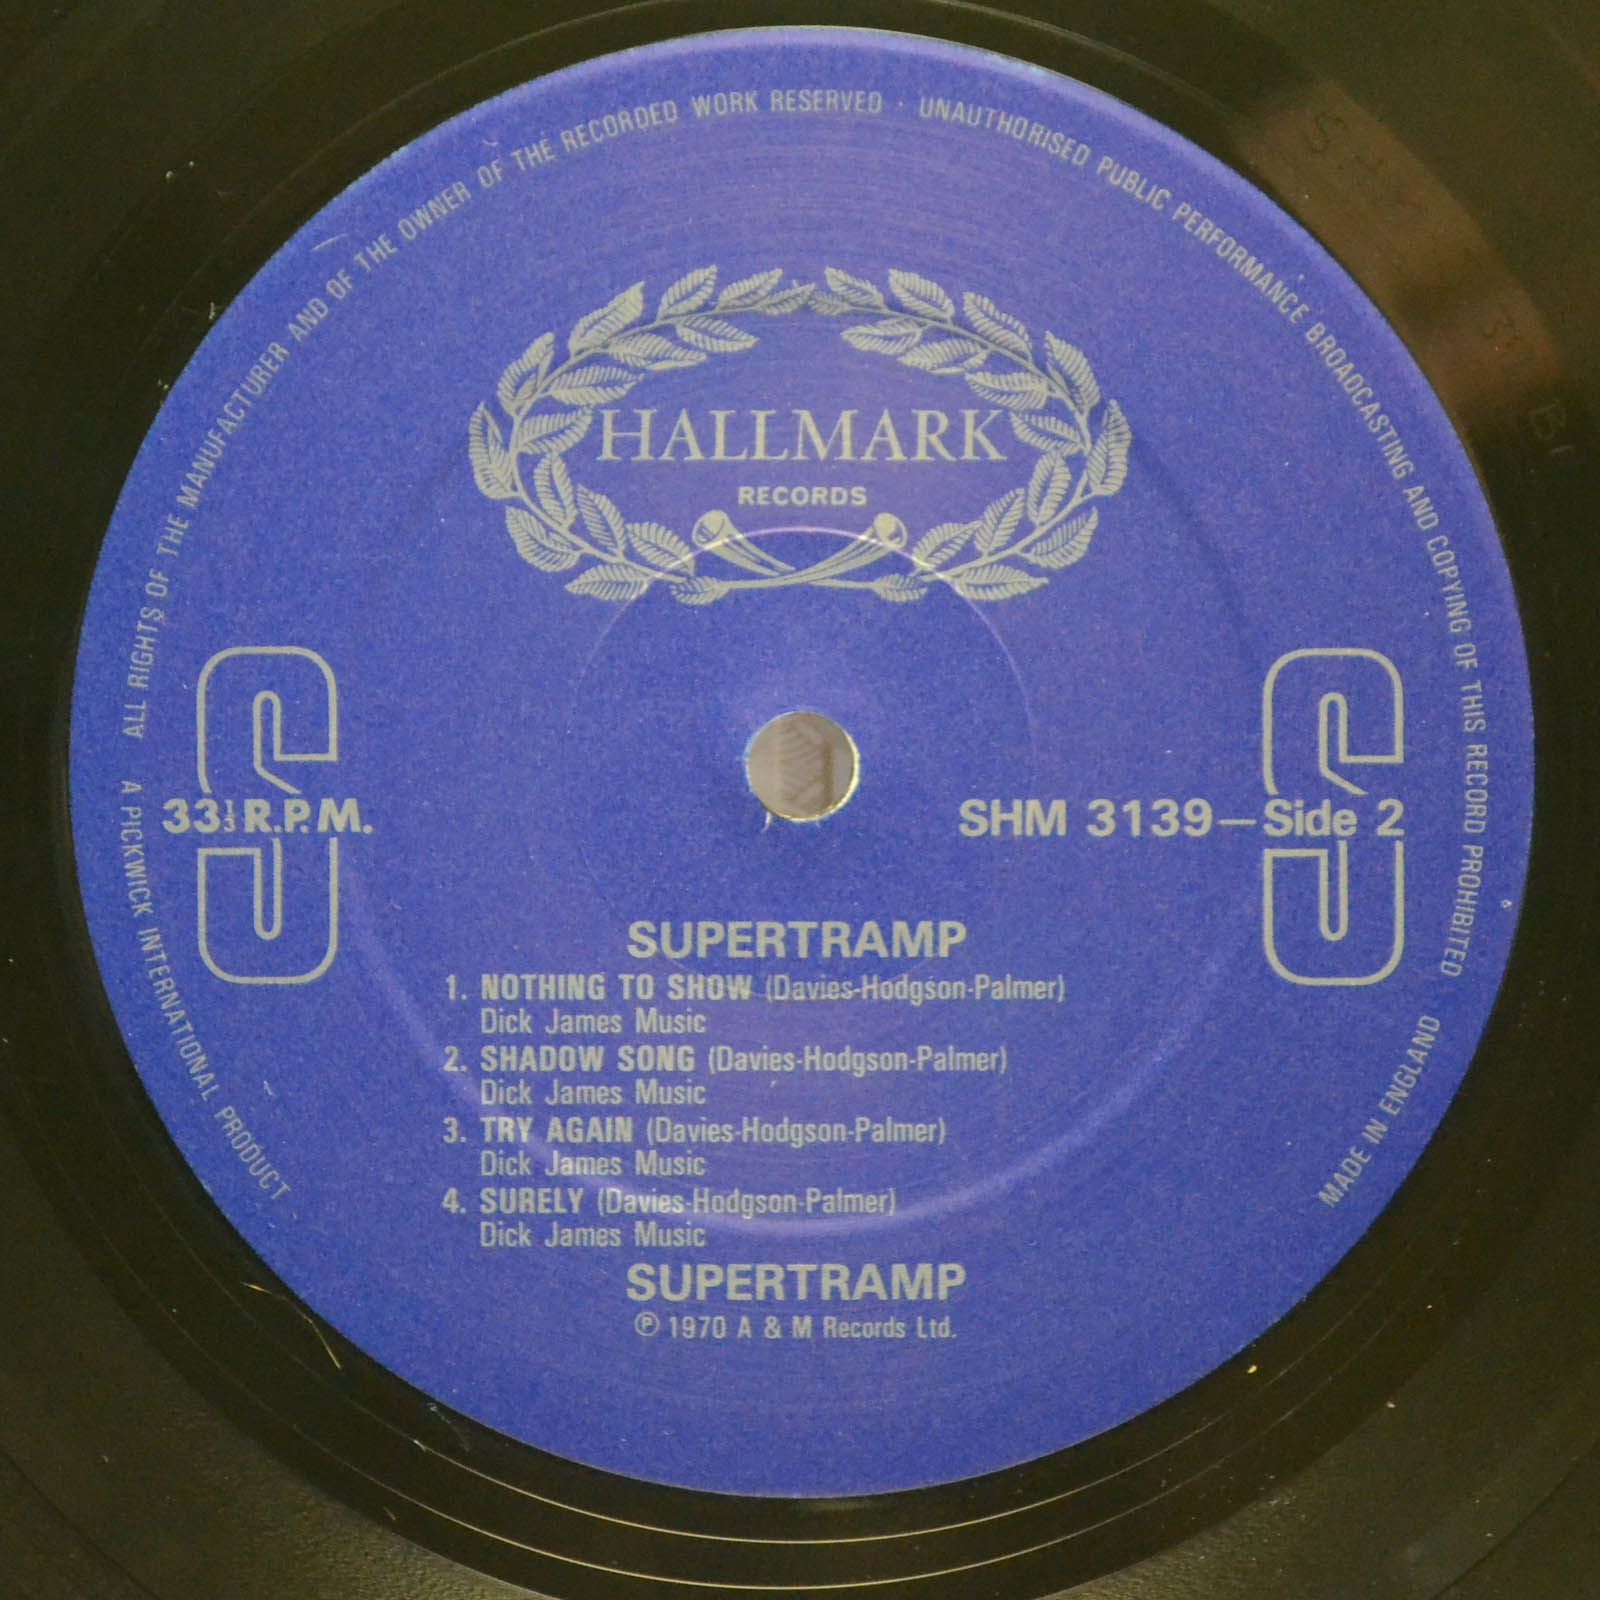 ALL RIGHTS OF THE MANUFACTURER AND OF THE OWNER OF THE RECORDED WORK RESERVED · UNAUTHORISED PUBLIC PERFORMANCE BROADCASTING AND COPYING OF THIS RECORD PROHIBITED
HALLMARK
RECORDS
S
S
33⅓ R.P.M.
SHM 3139—Side 2
SUPERTRAMP
1. NOTHING TO SHOW (Davies-Hodgson-Palmer)
Dick James Music
2. SHADOW SONG (Davies-Hodgson-Palmer)
Dick James Music
3. TRY AGAIN (Davies-Hodgson-Palmer)
Dick James Music
4. SURELY (Davies-Hodgson-Palmer)
Dick James Music
SUPERTRAMP
℗ 1970 A & M Records Ltd.
A PICKWICK INTERNATIONAL PRODUCT
MADE IN ENGLAND